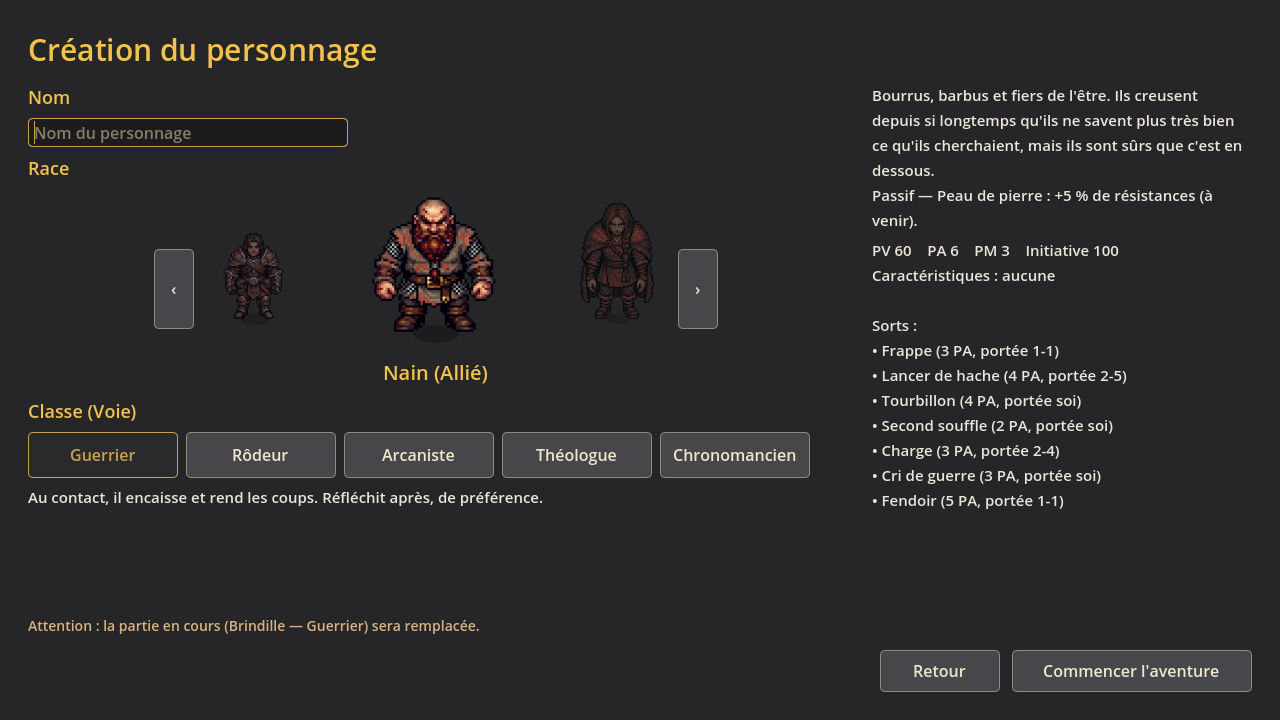 Création du personnage
Nom
Nom du personnage
Race
‹
›
Nain (Allié)
Classe (Voie)
Guerrier
Rôdeur
Arcaniste
Théologue
Chronomancien
Au contact, il encaisse et rend les coups. Réfléchit après, de préférence.
Bourrus, barbus et fiers de l'être. Ils creusent
depuis si longtemps qu'ils ne savent plus très bien
ce qu'ils cherchaient, mais ils sont sûrs que c'est en
dessous.
Passif — Peau de pierre : +5 % de résistances (à
venir).
PV 60    PA 6    PM 3    Initiative 100
Caractéristiques : aucune
Sorts :
• Frappe (3 PA, portée 1-1)
• Lancer de hache (4 PA, portée 2-5)
• Tourbillon (4 PA, portée soi)
• Second souffle (2 PA, portée soi)
• Charge (3 PA, portée 2-4)
• Cri de guerre (3 PA, portée soi)
• Fendoir (5 PA, portée 1-1)
Attention : la partie en cours (Brindille — Guerrier) sera remplacée.
Retour
Commencer l'aventure